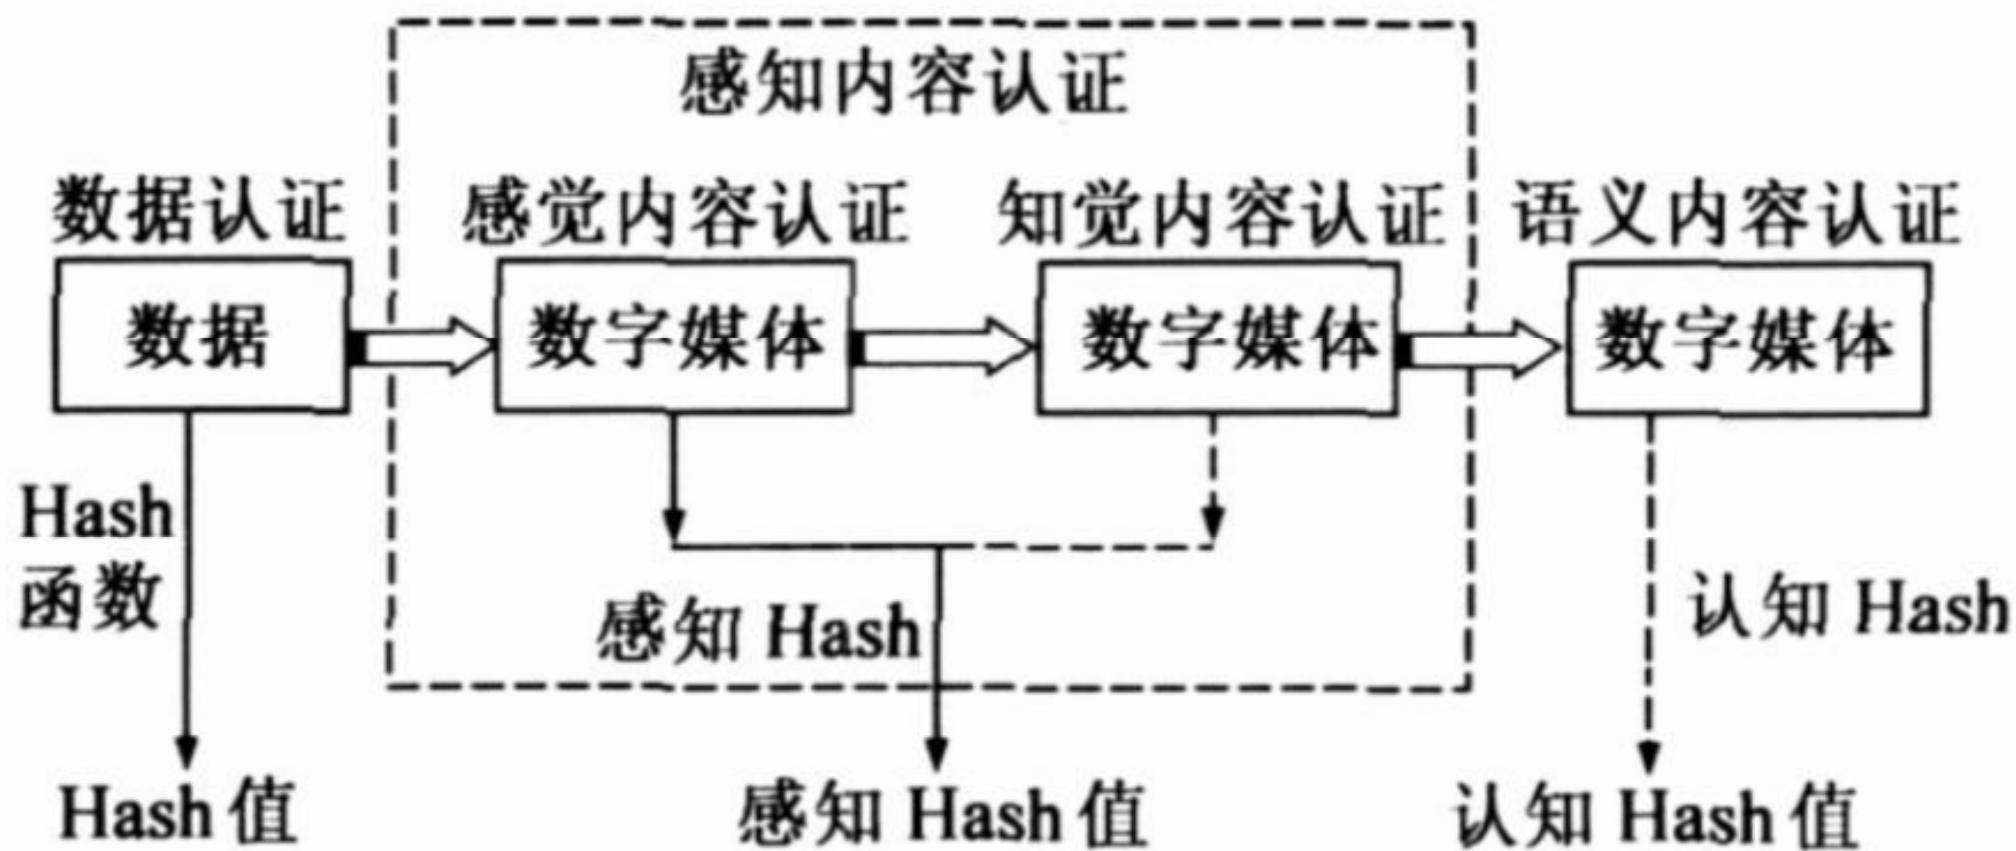 感知内容认证
数据认证
感觉内容认证
知觉内容认证
语义内容认证
数据
数字媒体
数字媒体
数字媒体
Hash
函数
感知 Hash
认知 Hash
Hash 值
感知 Hash 值
认知 Hash 值